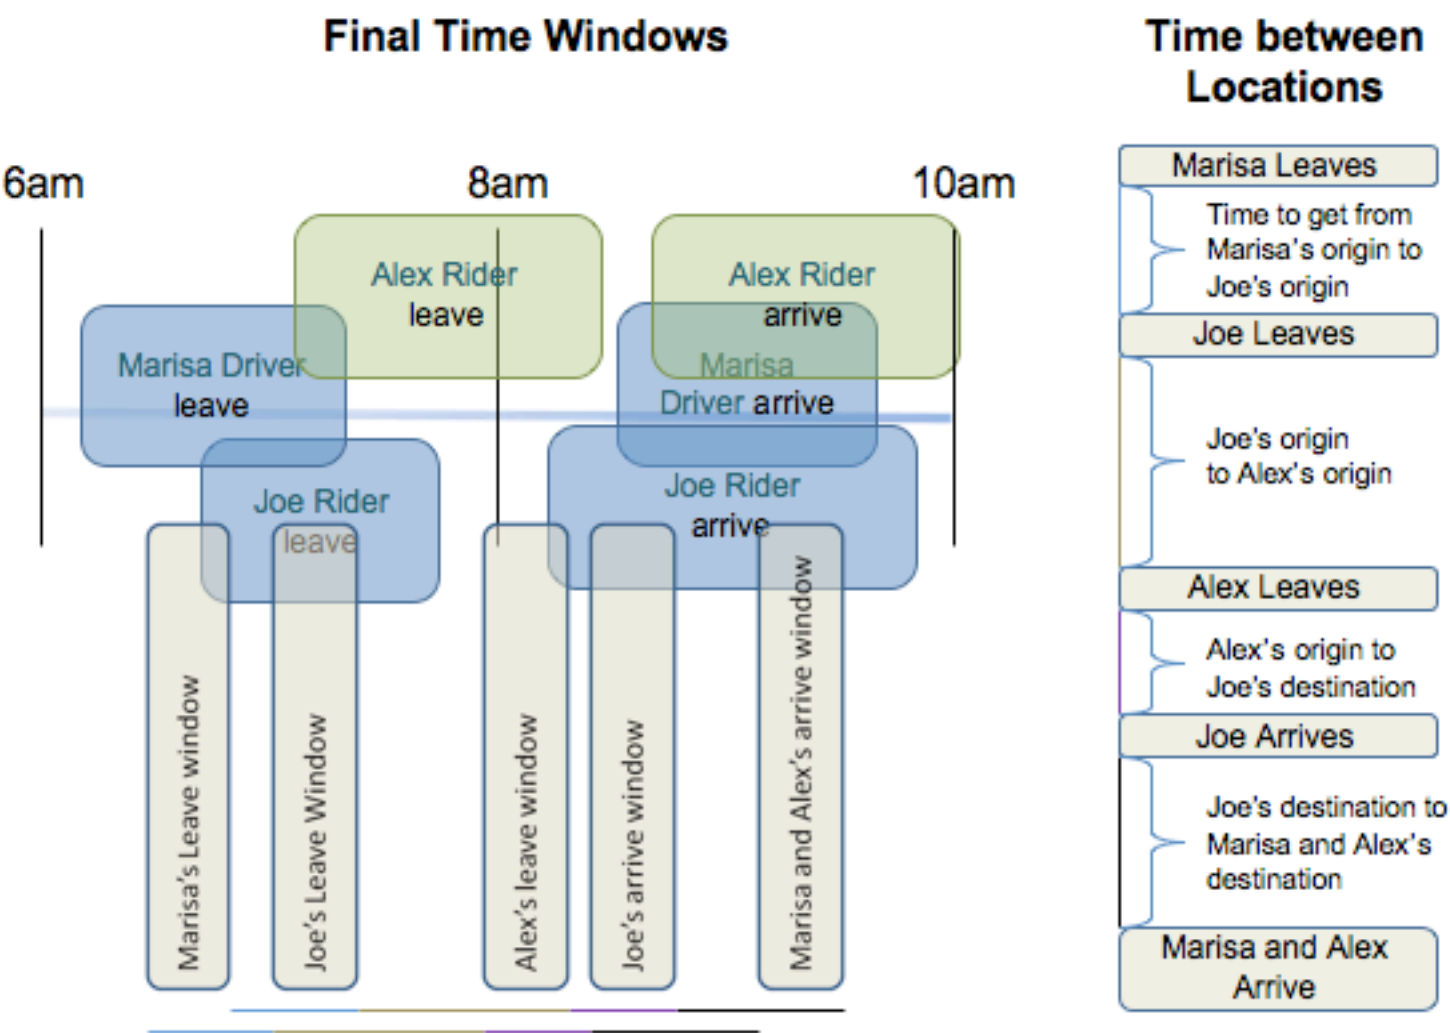 Final Time Windows
6am
8am
10am
Alex Rider
leave
Alex Rider
arrive
Marisa Driver
leave
Marisa
Driver arrive
Joe Rider
leave
Joe Rider
arrive
Marisa's Leave window
Joe's Leave Window
Alex's leave window
Joe's arrive window
Marisa and Alex's arrive window
Time between
Locations
Marisa Leaves
Time to get from
Marisa's origin to
Joe's origin
Joe Leaves
Joe's origin
to Alex's origin
Alex Leaves
Alex's origin to
Joe's destination
Joe Arrives
Joe's destination to
Marisa and Alex's
destination
Marisa and Alex
Arrive